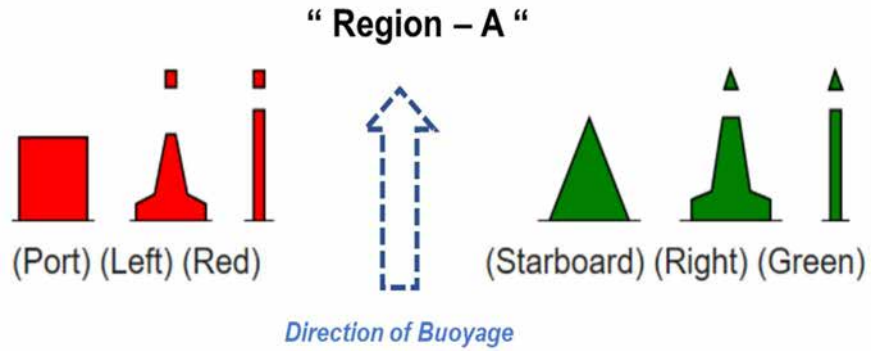 “ Region – A “
(Port) (Left) (Red)
(Starboard) (Right) (Green)
Direction of Buoyage